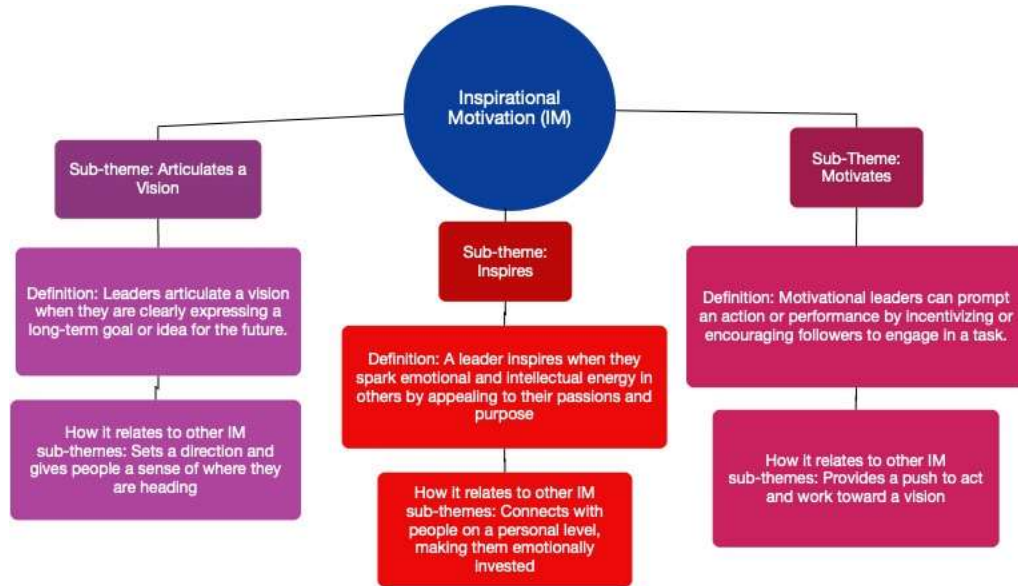 Inspirational
Motivation (IM)
Sub-theme: Articulates a
Vision
Definition: Leaders articulate a vision
when they are clearly expressing a
long-term goal or idea for the future.
How it relates to other IM
sub-themes: Sets a direction and
gives people a sense of where they
are heading
Sub-theme:
Inspires
Definition: A leader inspires when they
spark emotional and intellectual energy in
others by appealing to their passions and
purpose
How it relates to other IM
sub-themes: Connects with
people on a personal level,
making them emotionally
invested
Sub-Theme:
Motivates
Definition: Motivational leaders can prompt
an action or performance by incentivizing or
encouraging followers to engage in a task.
How it relates to other IM
sub-themes: Provides a push to act
and work toward a vision